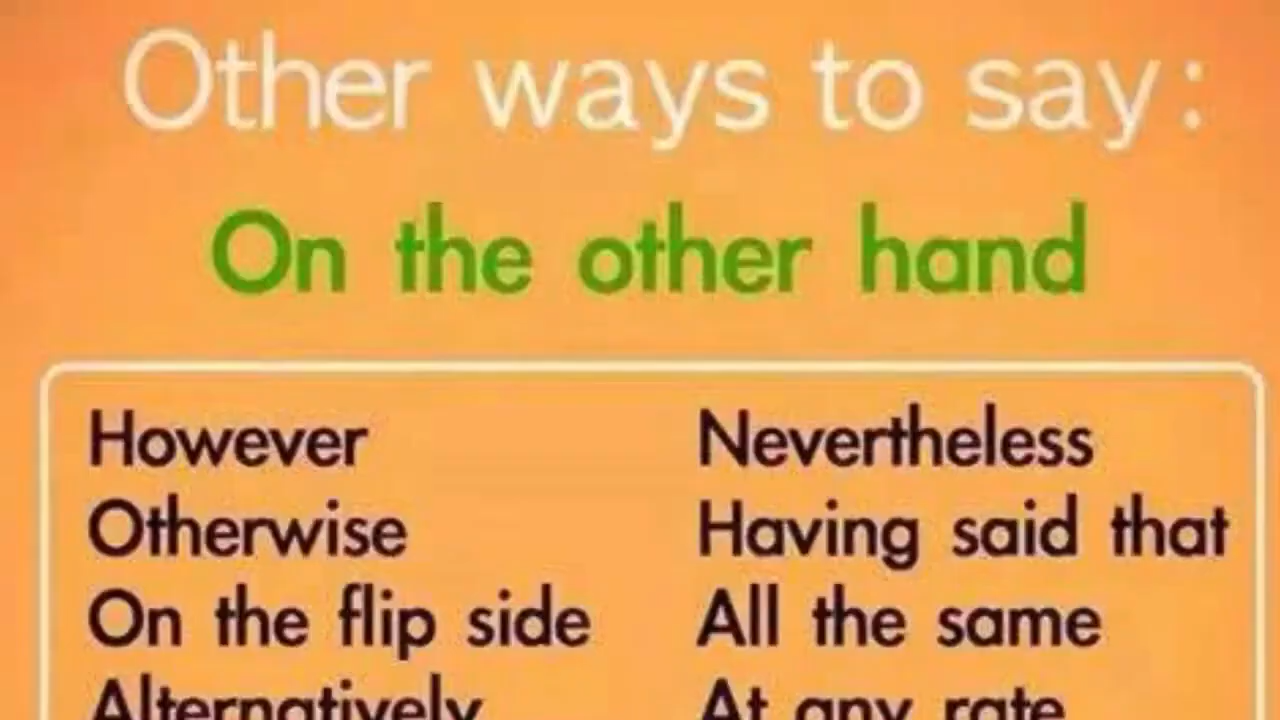 Other ways to say:
On the other hand
However
Otherwise
On the flip side
Alternatively
Nevertheless
Having said that
All the same
At any rate